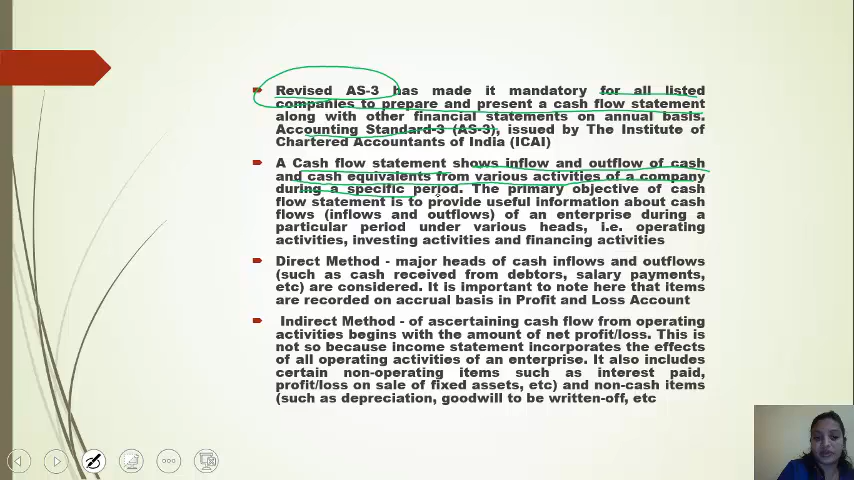 Revised AS-3 has made it mandatory for all listed
companies to prepare and present a cash flow statement
along with other financial statements on annual basis.
Accounting Standard-3 (AS-3), issued by The Institute of
Chartered Accountants of India (ICAI)
A Cash flow statement shows inflow and outflow of cash
and cash equivalents from various activities of a company
during a specific period. The primary objective of cash
flow statement is to provide useful information about cash
flows (inflows and outflows) of an enterprise during a
particular period under various heads, i.e. operating
activities, investing activities and financing activities
Direct Method - major heads of cash inflows and outflows
(such as cash received from debtors, salary payments,
etc) are considered. It is important to note here that items
are recorded on accrual basis in Profit and Loss Account
Indirect Method - of ascertaining cash flow from operating
activities begins with the amount of net profit/loss. This is
not so because income statement incorporates the effects
of all operating activities of an enterprise. It also includes
certain non-operating items such as interest paid,
profit/loss on sale of fixed assets, etc) and non-cash items
(such as depreciation, goodwill to be written-off, etc